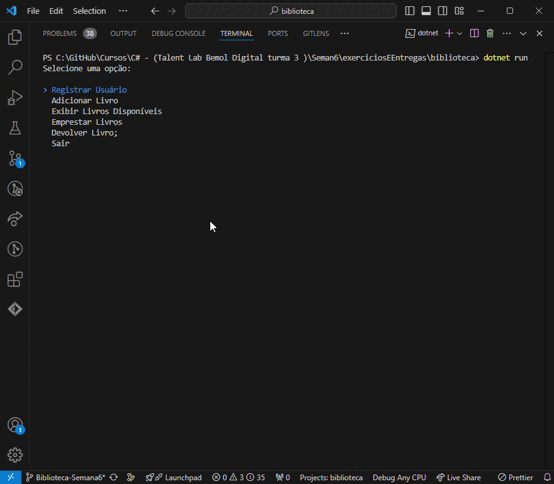 File Edit Selection ··· biblioteca
PROBLEMS 38 OUTPUT DEBUG CONSOLE TERMINAL PORTS GITLENS ··· dotnet
PS C:\GitHub\Cursos\C# - (Talent Lab Bemol Digital turma 3 )\Seman6\exerciciosEEntregas\biblioteca> dotnet run
Selecione uma opção:
> Registrar Usuário
Adicionar Livro
Exibir Livros Disponíveis
Emprestar Livros
Devolver Livro;
Sair
1
1
Biblioteca-Semana6* Launchpad 0 3 35 0 Projects: biblioteca Debug Any CPU Live Share Prettier